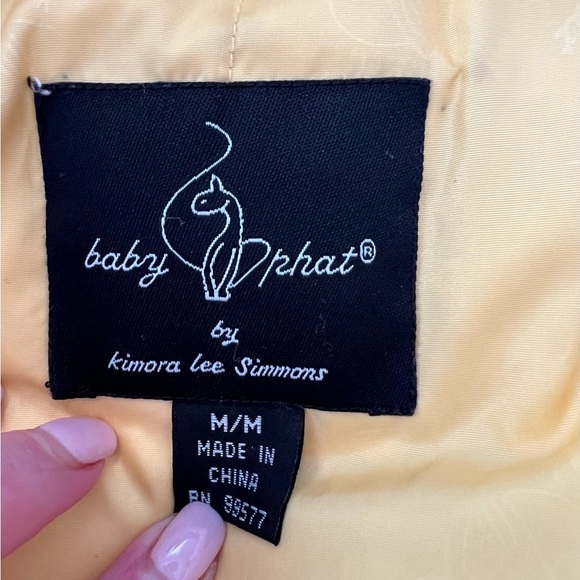 baby phat®
by
kimora lee Simmons
M/M
MADE IN
CHINA
RN 99577